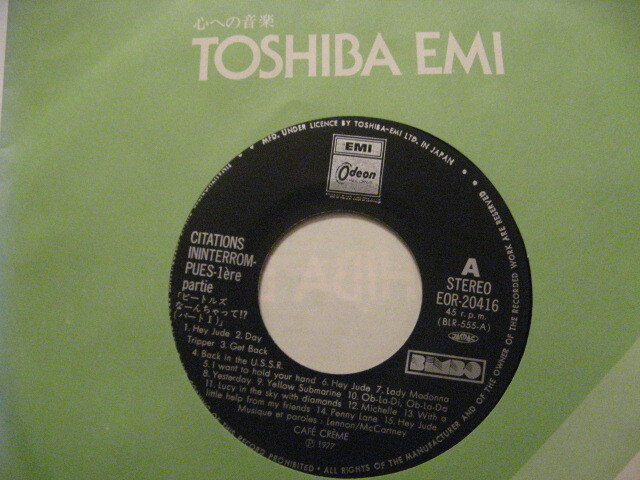 心への音楽
TOSHIBA EMI
MFD. UNDER LICENCE BY TOSHIBA-EMI LTD. IN JAPAN
EMI
Odeon
CITATIONS
ININTERROM-
PUES-1ère
partie
「ビートルズ
なーんちゃって!?
(パートI)」
A
STEREO
EOR-20416
45 r.p.m.
(BLR-555-A)
BIMBO
1. Hey Jude 2. Day
Tripper 3. Get Back
4. Back in the U.S.S.R.
5. I want to hold your hand 6. Hey Jude 7. Lady Madonna
8. Yesterday 9. Yellow Submarine 10. Ob-La-Di, Ob-La-Da
11. Lucy in the sky with diamonds 12. Michelle 13. With a
little help from my friends 14. Penny Lane 15. Hey Jude
Musique et paroles : Lennon/McCartney
CAFÉ CRÈME
Ⓟ 1977
RECORD PROHIBITED • ALL RIGHTS OF THE MANUFACTURER AND OF THE OWNER OF THE RECORDED WORK ARE RESERVED